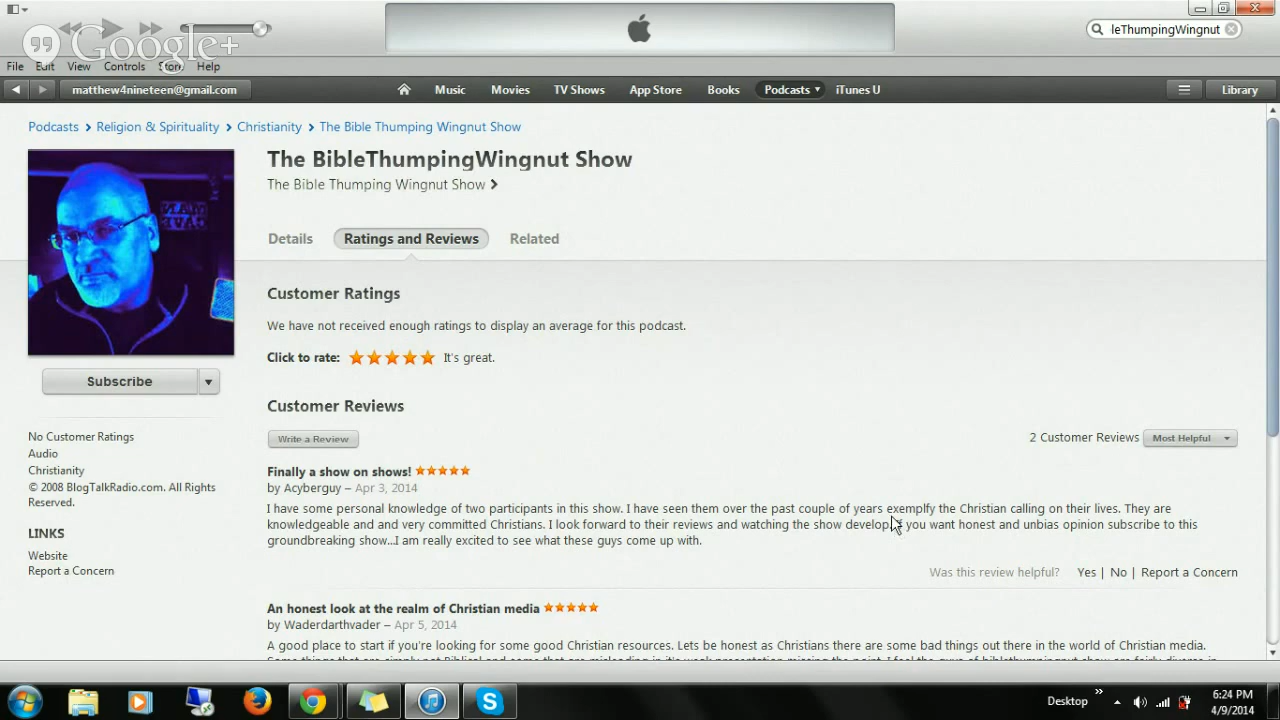 Google+
leThumpingWingnut
File Edit View Controls Store Help
matthew4nineteen@gmail.com
Music Movies TV Shows App Store Books Podcasts iTunes U
Library
Podcasts > Religion & Spirituality > Christianity > The Bible Thumping Wingnut Show
The BibleThumpingWingnut Show
The Bible Thumping Wingnut Show >
Details Ratings and Reviews Related
Customer Ratings
We have not received enough ratings to display an average for this podcast.
Click to rate: It's great.
Subscribe
Customer Reviews
Write a Review
2 Customer Reviews Most Helpful
No Customer Ratings
Audio
Christianity
© 2008 BlogTalkRadio.com. All Rights
Reserved.
LINKS
Website
Report a Concern
Finally a show on shows!
by Acyberguy – Apr 3, 2014
I have some personal knowledge of two participants in this show. I have seen them over the past couple of years exemplfy the Christian calling on their lives. They are
knowledgeable and and very committed Christians. I look forward to their reviews and watching the show develop. you want honest and unbias opinion subscribe to this
groundbreaking show...I am really excited to see what these guys come up with.
Was this review helpful? Yes | No | Report a Concern
An honest look at the realm of Christian media
by Waderdarthvader – Apr 5, 2014
A good place to start if you're looking for some good Christian resources. Lets be honest as Christians there are some bad things out there in the world of Christian media.
Desktop
6:24 PM
4/9/2014